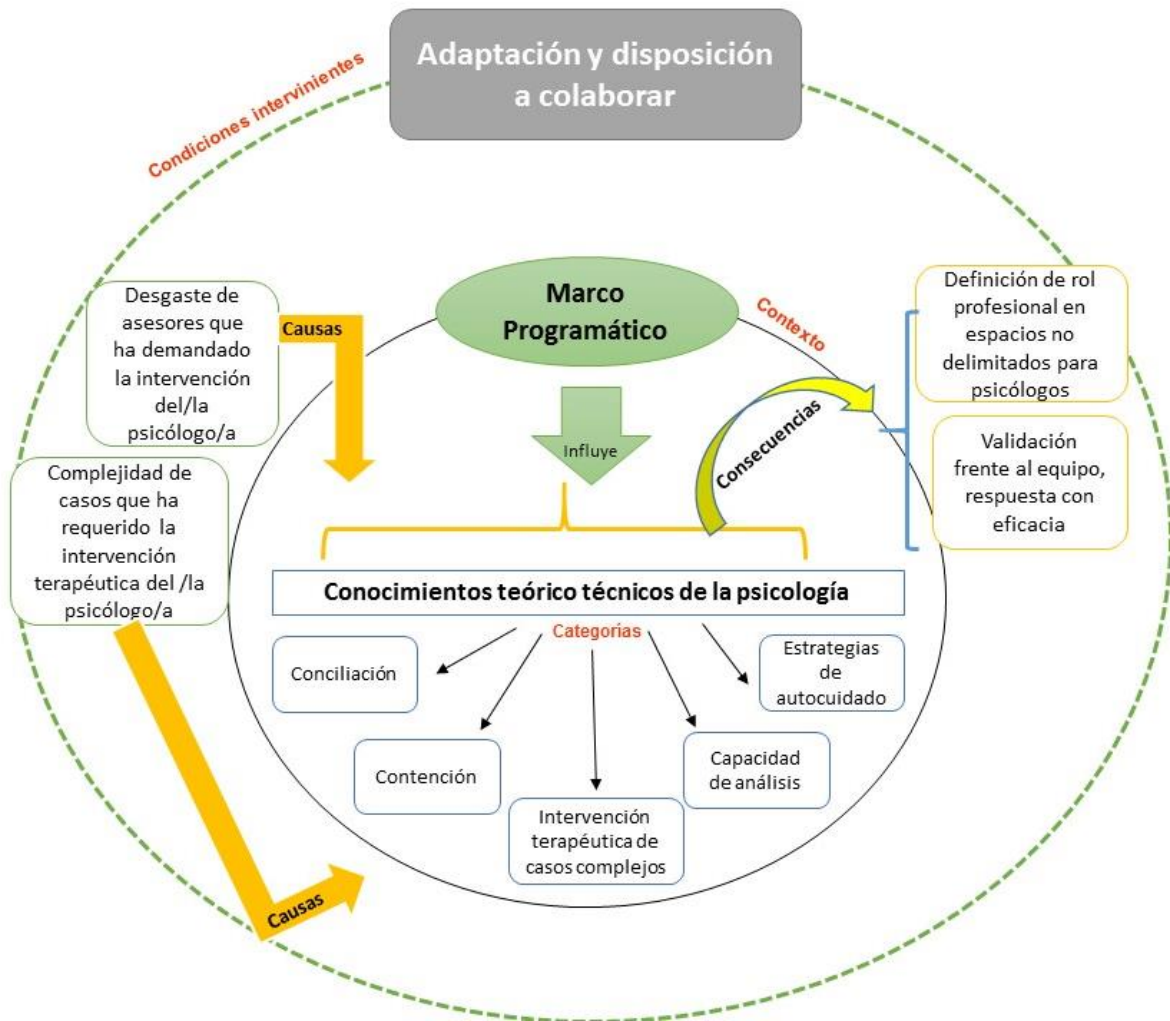 Adaptación y disposición
a colaborar
Condiciones intervinientes
Marco
Programático
Contexto
Desgaste de
asesores que
ha demandado
la intervención
del/la
psicólogo/a
Causas
Complejidad de
casos que ha
requerido la
intervención
terapéutica del /la
psicólogo/a
Causas
Influye
Consecuencias
Definición de rol
profesional en
espacios no
delimitados para
psicólogos
Validación
frente al equipo,
respuesta con
eficacia
Conocimientos teórico técnicos de la psicología
Categorías
Conciliación
Contención
Intervención
terapéutica de
casos complejos
Capacidad
de análisis
Estrategias
de
autocuidado